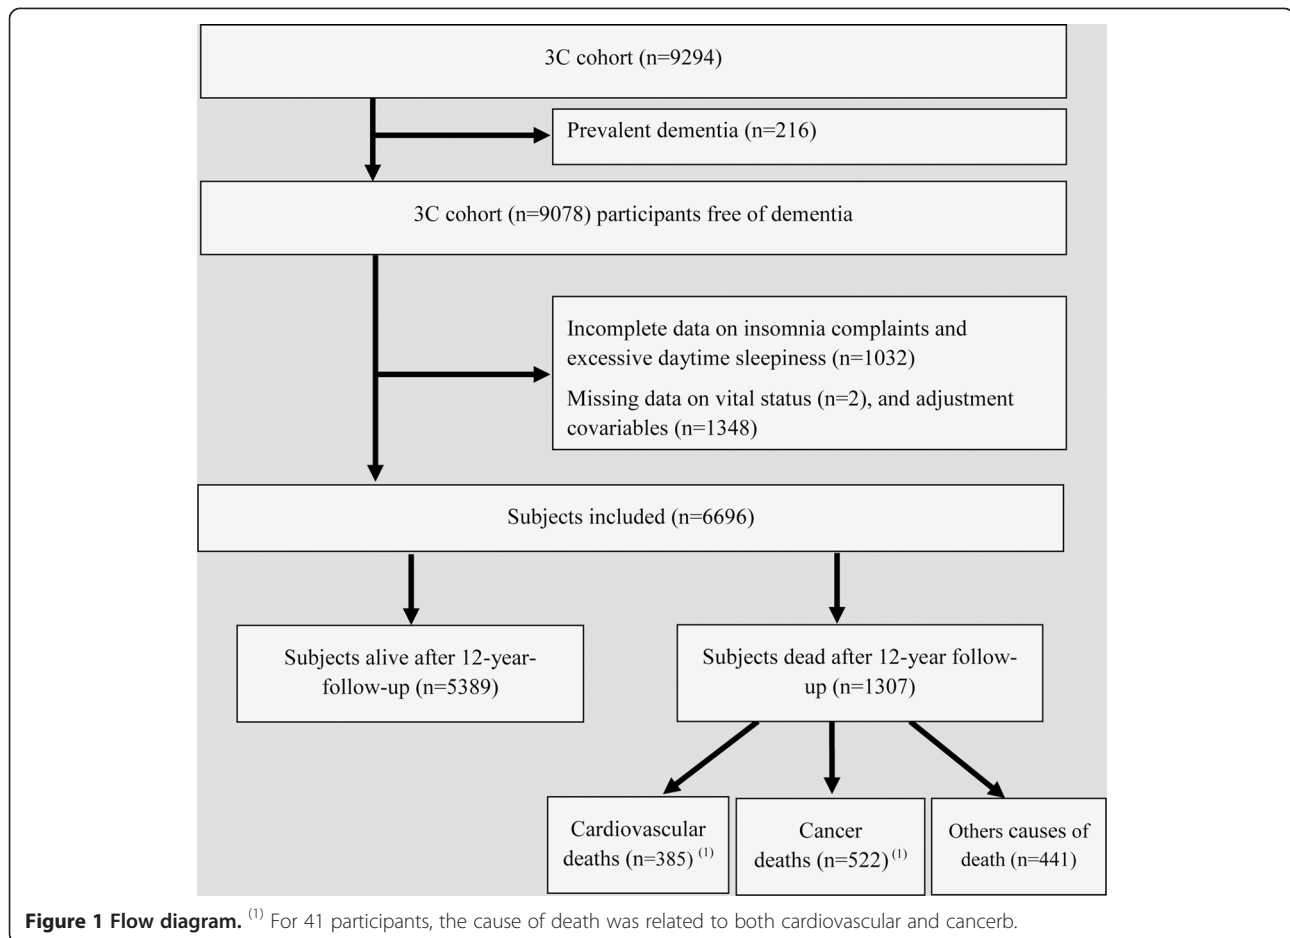 3C cohort (n=9294)
Prevalent dementia (n=216)
3C cohort (n=9078) participants free of dementia
Incomplete data on insomnia complaints and
excessive daytime sleepiness (n=1032)
Missing data on vital status (n=2), and adjustment
covariables (n=1348)
Subjects included (n=6696)
Subjects alive after 12-year-
follow-up (n=5389)
Subjects dead after 12-year follow-
up (n=1307)
Cardiovascular
deaths (n=385) (1)
Cancer
deaths (n=522) (1)
Others causes of
death (n=441)
Figure 1 Flow diagram. (1) For 41 participants, the cause of death was related to both cardiovascular and cancerb.